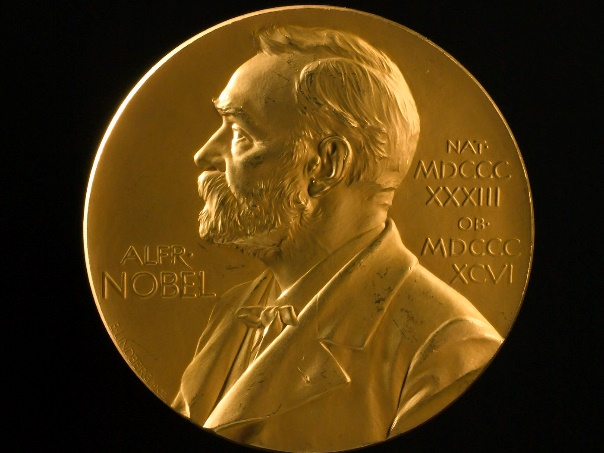 ALFR·
NOBEL
NAT·
MDCCC
XXXIII
OB·
MDCCC
XCVI